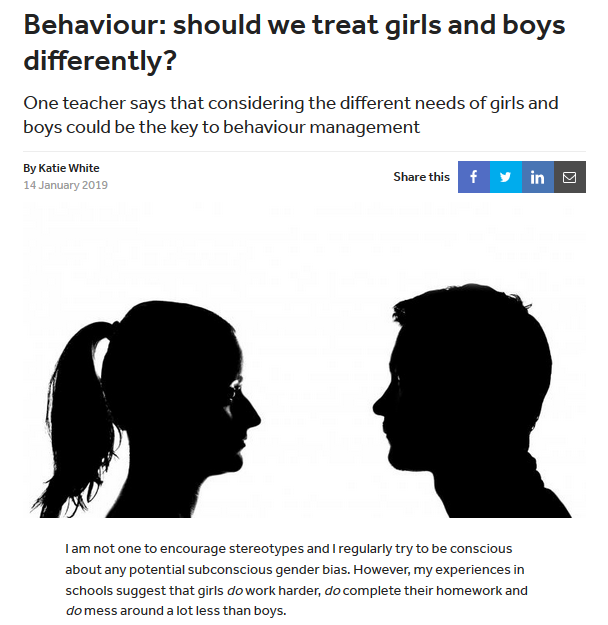 Behaviour: should we treat girls and boys
differently?
One teacher says that considering the different needs of girls and
boys could be the key to behaviour management
By Katie White
14 January 2019
Share this
f
in
I am not one to encourage stereotypes and I regularly try to be conscious
about any potential subconscious gender bias. However, my experiences in
schools suggest that girls do work harder, do complete their homework and
do mess around a lot less than boys.